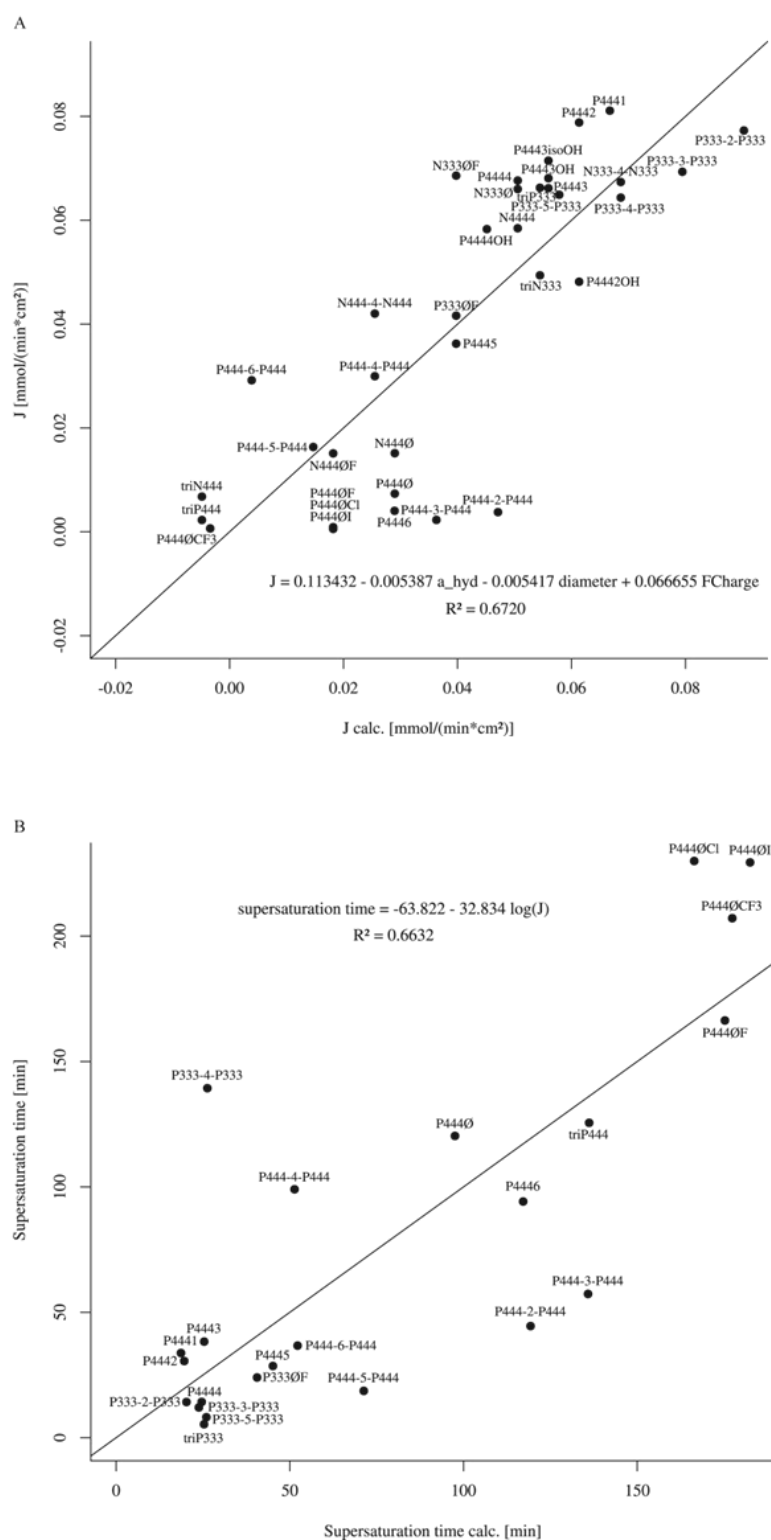 A
P4441
P4442
P333-2-P333
P4443isoOH
N333ØF
P4444
P4443OH
N333-4-N333
P333-3-P333
N333Ø
triP333
P4443
P333-5-P333
P333-4-P333
N4444
P4444OH
triN333
P4442OH
N444-4-N444
P333ØF
P4445
P444-6-P444
P444-4-P444
P444-5-P444
N444Ø
N444ØF
triN444
P444ØF
P444Ø
P444-2-P444
triP444
P444ØCl
P444-3-P444
P444ØCF3
P444ØI
P4446
J = 0.113432 - 0.005387 a_hyd - 0.005417 diameter + 0.066655 FCharge
R² = 0.6720
J [mmol/(min*cm²)]
0.08
0.06
0.04
0.02
0.00
-0.02
-0.02 0.00 0.02 0.04 0.06 0.08
J calc. [mmol/(min*cm²)]
B
P444ØCl P444ØI
supersaturation time = -63.822 - 32.834 log(J)
P444ØCF3
R² = 0.6632
P444ØF
P333-4-P333
P444Ø
triP444
P444-4-P444
P4446
P444-3-P444
P444-2-P444
P4443
P4441
P444-6-P444
P4442
P4445
P333ØF
P444-5-P444
P333-2-P333
P4444
P333-3-P333
P333-5-P333
triP333
Supersaturation time [min]
200
150
100
50
0
0 50 100 150
Supersaturation time calc. [min]